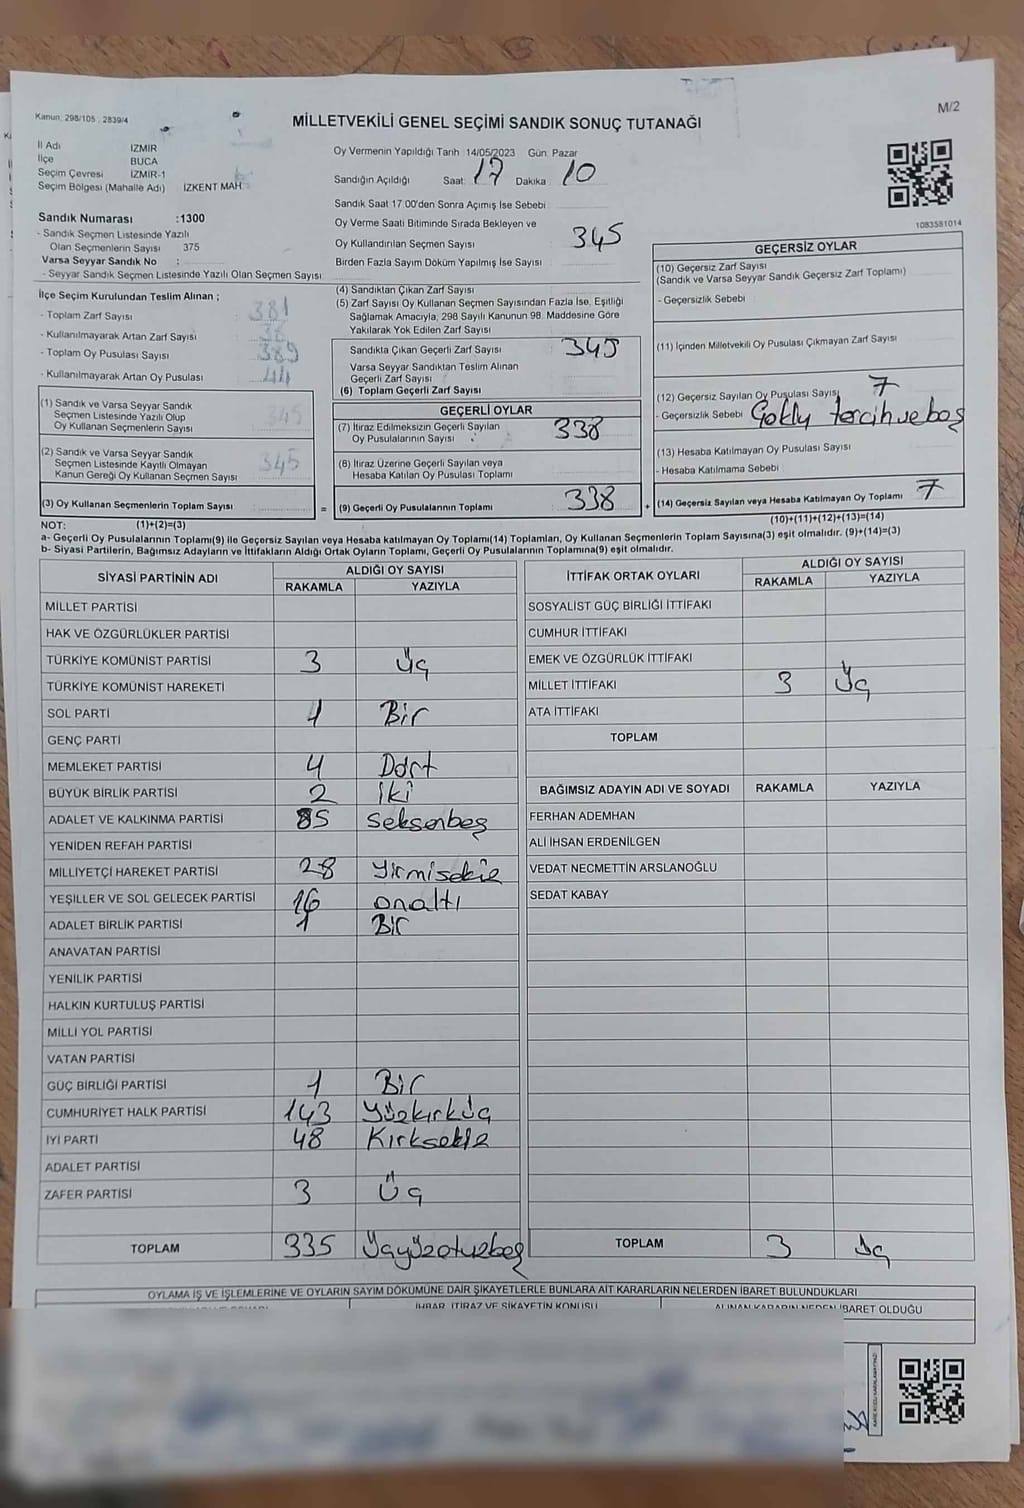 Kanun: 298/105 , 2839/4
MİLLETVEKİLİ GENEL SEÇİMİ SANDIK SONUÇ TUTANAĞI
M/2
İl Adı İZMİR
İlçe BUCA
Seçim Çevresi İZMİR-1
Seçim Bölgesi (Mahalle Adı) İZKENT MAH.
Oy Vermenin Yapıldığı Tarih 14/05/2023 Gün: Pazar
Sandığın Açıldığı Saat: 17 Dakika 10
Sandık Saat 17:00'den Sonra Açımış İse Sebebi
Sandık Numarası :1300
- Sandık Seçmen Listesinde Yazılı
Olan Seçmenlerin Sayısı 375
Varsa Seyyar Sandık No :
- Seyyar Sandık Seçmen Listesinde Yazılı Olan Seçmen Sayısı
Oy Verme Saati Bitiminde Sırada Bekleyen ve
Oy Kullandırılan Seçmen Sayısı 345
Birden Fazla Sayım Döküm Yapılmış İse Sayısı
1083581014
İlçe Seçim Kurulundan Teslim Alınan ;
- Toplam Zarf Sayısı 381
- Kullanılmayarak Artan Zarf Sayısı 36
- Toplam Oy Pusulası Sayısı 389
- Kullanılmayarak Artan Oy Pusulası 44
(1) Sandık ve Varsa Seyyar Sandık
Seçmen Listesinde Yazılı Olup
Oy Kullanan Seçmenlerin Sayısı 345
(2) Sandık ve Varsa Seyyar Sandık
Seçmen Listesinde Kayıtlı Olmayan
Kanun Gereği Oy Kullanan Seçmen Sayısı 345
(3) Oy Kullanan Seçmenlerin Toplam Sayısı =
(4) Sandıktan Çıkan Zarf Sayısı
(5) Zarf Sayısı Oy Kullanan Seçmen Sayısından Fazla İse, Eşitliği
Sağlamak Amacıyla, 298 Sayılı Kanunun 98. Maddesine Göre
Yakılarak Yok Edilen Zarf Sayısı
Sandıkta Çıkan Geçerli Zarf Sayısı 345
Varsa Seyyar Sandıktan Teslim Alınan
Geçerli Zarf Sayısı
(6) Toplam Geçerli Zarf Sayısı
GEÇERLİ OYLAR
(7) İtiraz Edilmeksizin Geçerli Sayılan
Oy Pusulalarının Sayısı : 338
(8) İtiraz Üzerine Geçerli Sayılan veya
Hesaba Katılan Oy Pusulası Toplamı
(9) Geçerli Oy Pusulalarının Toplamı 338 +
GEÇERSİZ OYLAR
(10) Geçersiz Zarf Sayısı
(Sandık ve Varsa Seyyar Sandık Geçersiz Zarf Toplamı)
- Geçersizlik Sebebi
(11) İçinden Milletvekili Oy Pusulası Çıkmayan Zarf Sayısı
(12) Geçersiz Sayılan Oy Pusulası Sayısı 7
- Geçersizlik Sebebi Çoklu tercih ve boş
(13) Hesaba Katılmayan Oy Pusulası Sayısı
- Hesaba Katılmama Sebebi
(14) Geçersiz Sayılan veya Hesaba Katılmayan Oy Toplamı 7
NOT: (1)+(2)=(3)
(10)+(11)+(12)+(13)=(14)
a- Geçerli Oy Pusulalarının Toplamı(9) ile Geçersiz Sayılan veya Hesaba katılmayan Oy Toplamı(14) Toplamları, Oy Kullanan Seçmenlerin Toplam Sayısına(3) eşit olmalıdır. (9)+(14)=(3)
b- Siyasi Partilerin, Bağımsız Adayların ve İttifakların Aldığı Ortak Oyların Toplamı, Geçerli Oy Pusulalarının Toplamına(9) eşit olmalıdır.
SİYASİ PARTİNİN ADI ALDIĞI OY SAYISI
RAKAMLA YAZIYLA
MİLLET PARTİSİ
HAK VE ÖZGÜRLÜKLER PARTİSİ
TÜRKİYE KOMÜNİST PARTİSİ 3 Üç
TÜRKİYE KOMÜNİST HAREKETİ
SOL PARTİ 1 Bir
GENÇ PARTİ
MEMLEKET PARTİSİ 4 Dört
BÜYÜK BİRLİK PARTİSİ 2 iki
ADALET VE KALKINMA PARTİSİ 85 Seksenbeş
YENİDEN REFAH PARTİSİ
MİLLİYETÇİ HAREKET PARTİSİ 28 Yirmisekiz
YEŞİLLER VE SOL GELECEK PARTİSİ 16 onaltı
ADALET BİRLİK PARTİSİ 1 Bir
ANAVATAN PARTİSİ
YENİLİK PARTİSİ
HALKIN KURTULUŞ PARTİSİ
MİLLİ YOL PARTİSİ
VATAN PARTİSİ
GÜÇ BİRLİĞİ PARTİSİ 1 Bir
CUMHURİYET HALK PARTİSİ 143 Yüzkırküç
İYİ PARTİ 48 Kırksekiz
ADALET PARTİSİ
ZAFER PARTİSİ 3 Üç
TOPLAM 335 Üçyüzotuzbeş
İTTİFAK ORTAK OYLARI ALDIĞI OY SAYISI
RAKAMLA YAZIYLA
SOSYALİST GÜÇ BİRLİĞİ İTTİFAKI
CUMHUR İTTİFAKI
EMEK VE ÖZGÜRLÜK İTTİFAKI
MİLLET İTTİFAKI 3 Üç
ATA İTTİFAKI
TOPLAM
BAĞIMSIZ ADAYIN ADI VE SOYADI RAKAMLA YAZIYLA
FERHAN ADEMHAN
ALİ İHSAN ERDENİLGEN
VEDAT NECMETTİN ARSLANOĞLU
SEDAT KABAY
TOPLAM 3 Üç
OYLAMA İŞ VE İŞLEMLERİNE VE OYLARIN SAYIM DÖKÜMÜNE DAİR ŞİKAYETLERLE BUNLARA AİT KARARLARIN NELERDEN İBARET BULUNDUKLARI
İHBAR, İTİRAZ VE ŞİKAYETİN KONUSU ALINAN KARARIN NEDEN İBARET OLDUĞU